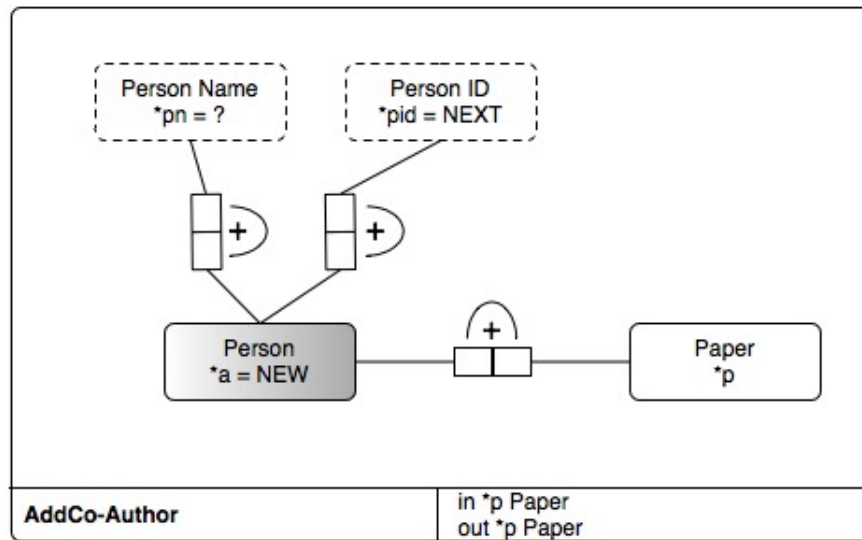 Person Name
*pn = ?
Person ID
*pid = NEXT
+
+
+
Person
*a = NEW
Paper
*p
AddCo-Author
in *p Paper
out *p Paper